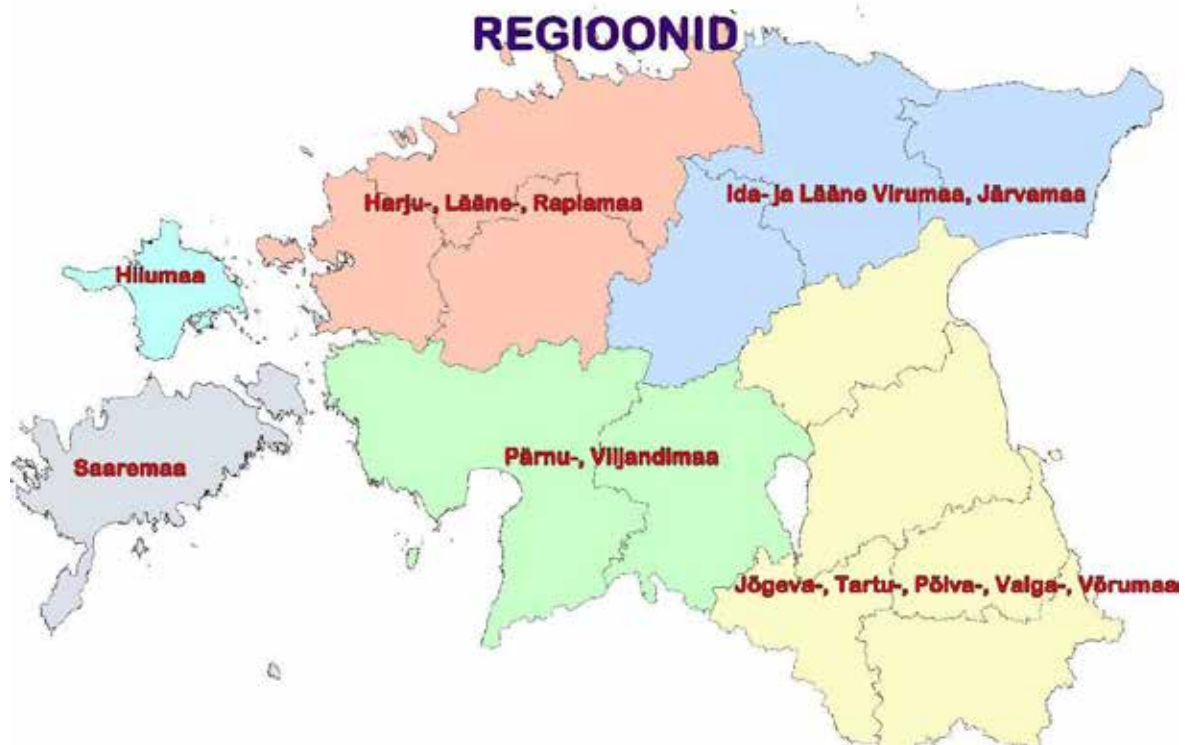 REGIOONID
Harju-, Lääne-, Raplamaa
Ida- ja Lääne Virumaa, Järvamaa
Hiiumaa
Saaremaa
Pärnu-, Viljandimaa
Jõgeva-, Tartu-, Põlva-, Valga-, Võrumaa